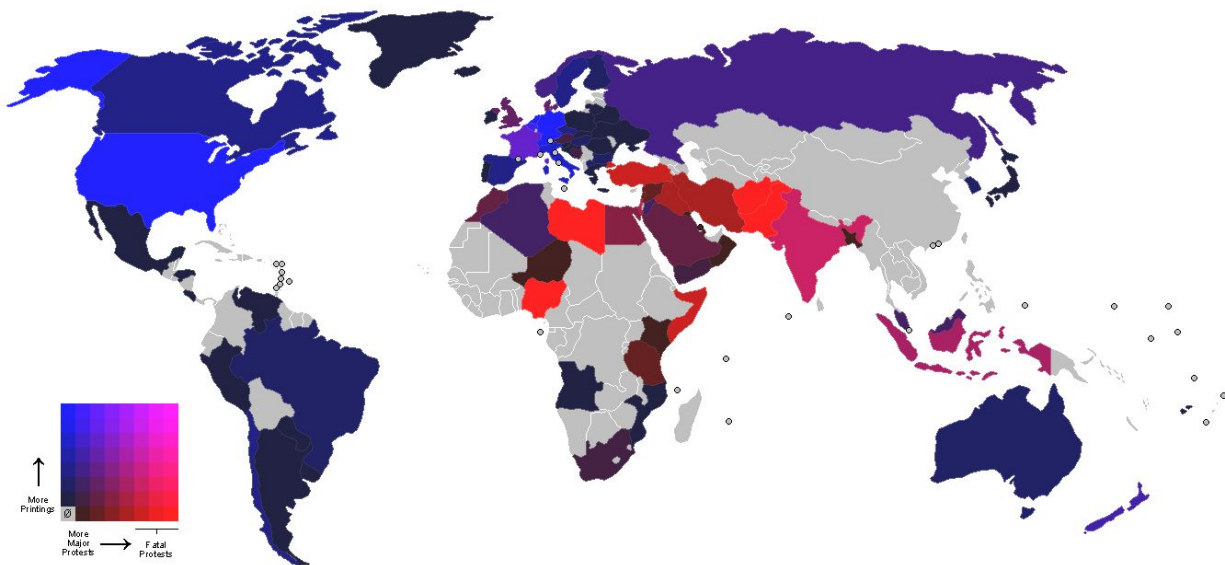 More
Printings
Ø
More
Major
Protests
Fatal
Protests